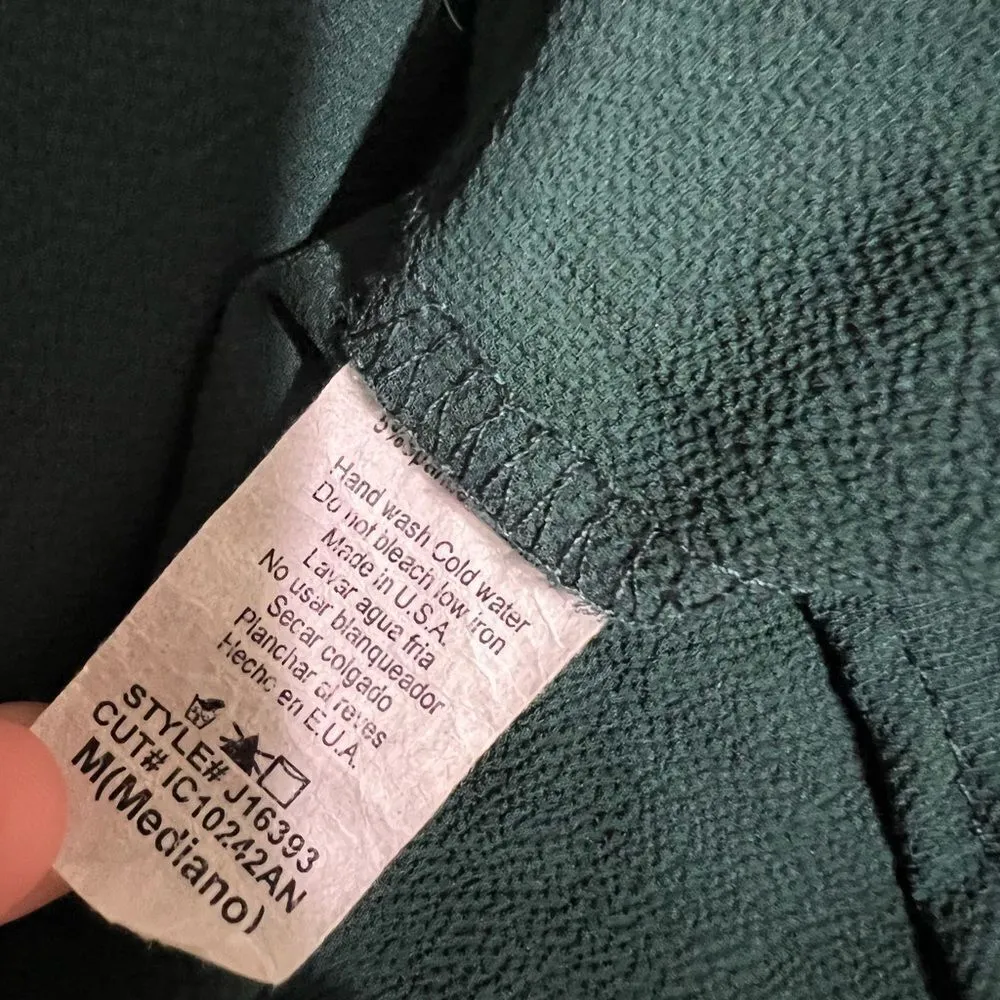 5%
Hand wash Cold water
Do not bleach low iron
Made in U.S.A.
Lavar agua fria
No usar blanqueador
Secar colgado
Planchar al reves
Hecho en E.U.A.
STYLE# J16393
CUT# IC10242AN
M(Mediano)